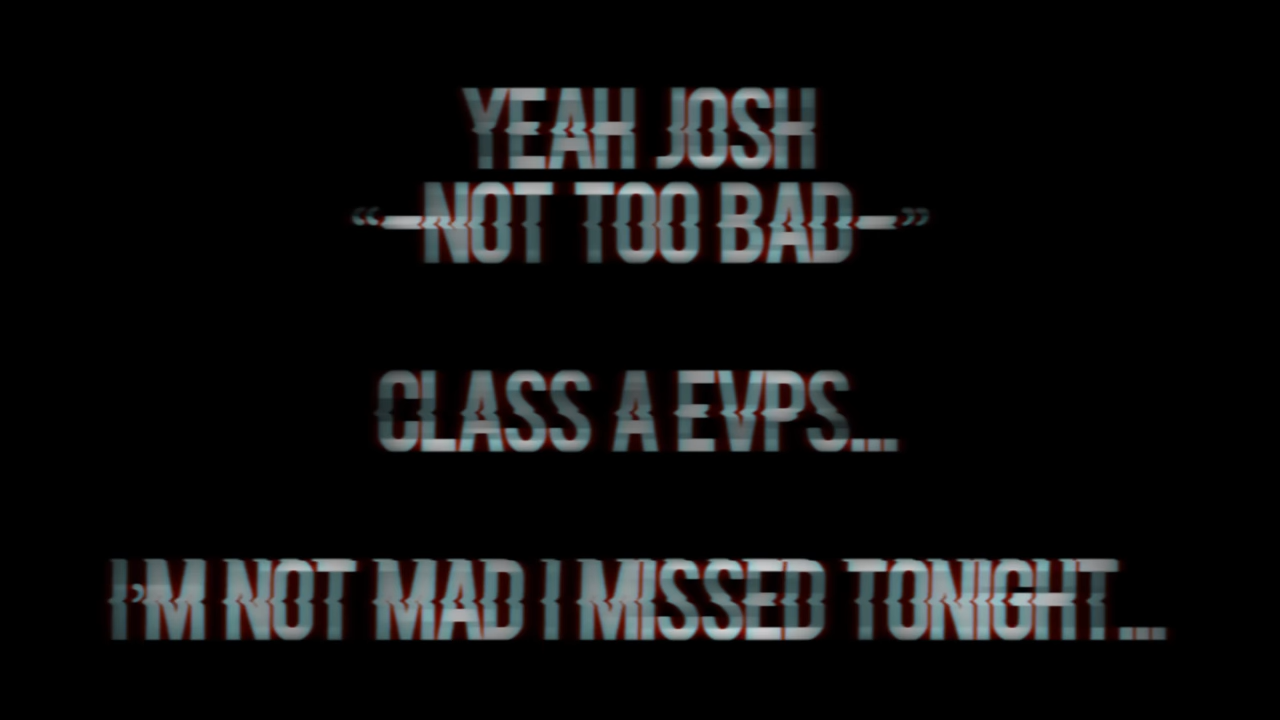 YEAH JOSH
“—NOT TOO BAD—”
CLASS A EVPS....
I’M NOT MAD I MISSED TONIGHT....